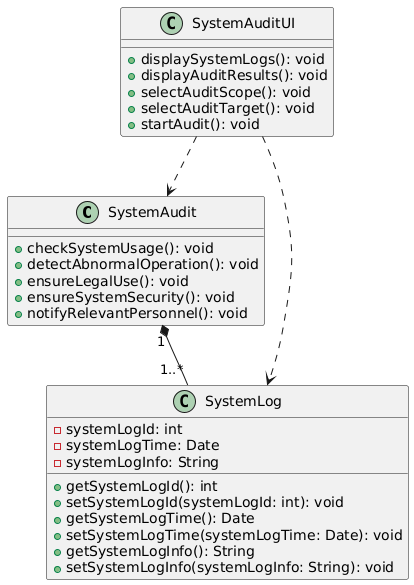 C SystemAuditUI
displaySystemLogs(): void
displayAuditResults(): void
selectAuditScope(): void
selectAuditTarget(): void
startAudit(): void
C SystemAudit
checkSystemUsage(): void
detectAbnormalOperation(): void
ensureLegalUse(): void
ensureSystemSecurity(): void
notifyRelevantPersonnel(): void
1
1..*
C SystemLog
systemLogId: int
systemLogTime: Date
systemLogInfo: String
getSystemLogId(): int
setSystemLogId(systemLogId: int): void
getSystemLogTime(): Date
setSystemLogTime(systemLogTime: Date): void
getSystemLogInfo(): String
setSystemLogInfo(systemLogInfo: String): void